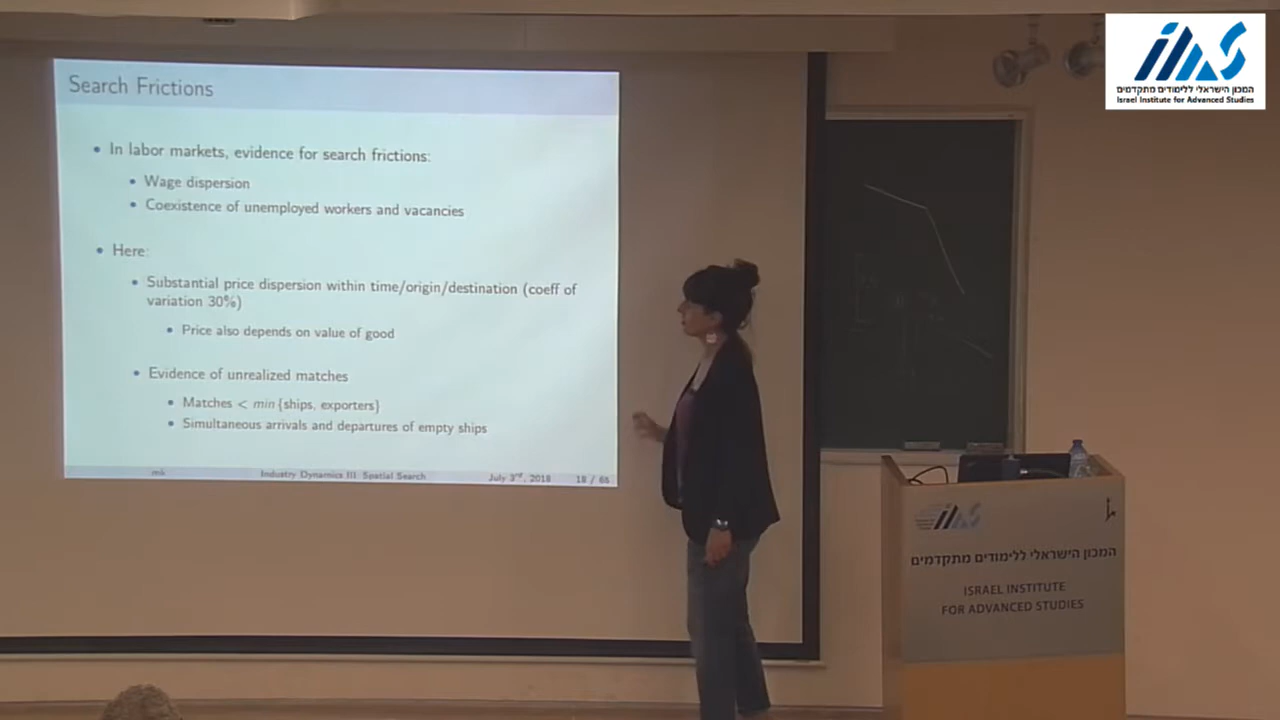 Search Frictions
• In labor markets, evidence for search frictions:
• Wage dispersion
• Coexistence of unemployed workers and vacancies
• Here:
• Substantial price dispersion within time/origin/destination (coeff of
variation 30%)
• Price also depends on value of good
• Evidence of unrealized matches
• Matches < min {ships, exporters}
• Simultaneous arrivals and departures of empty ships
mk Industry Dynamics III: Spatial Search July 3rd, 2018 18 / 66
המכון הישראלי ללימודים מתקדמים
Israel Institute for Advanced Studies
המכון הישראלי ללימודים מתקדמים
ISRAEL INSTITUTE
FOR ADVANCED STUDIES